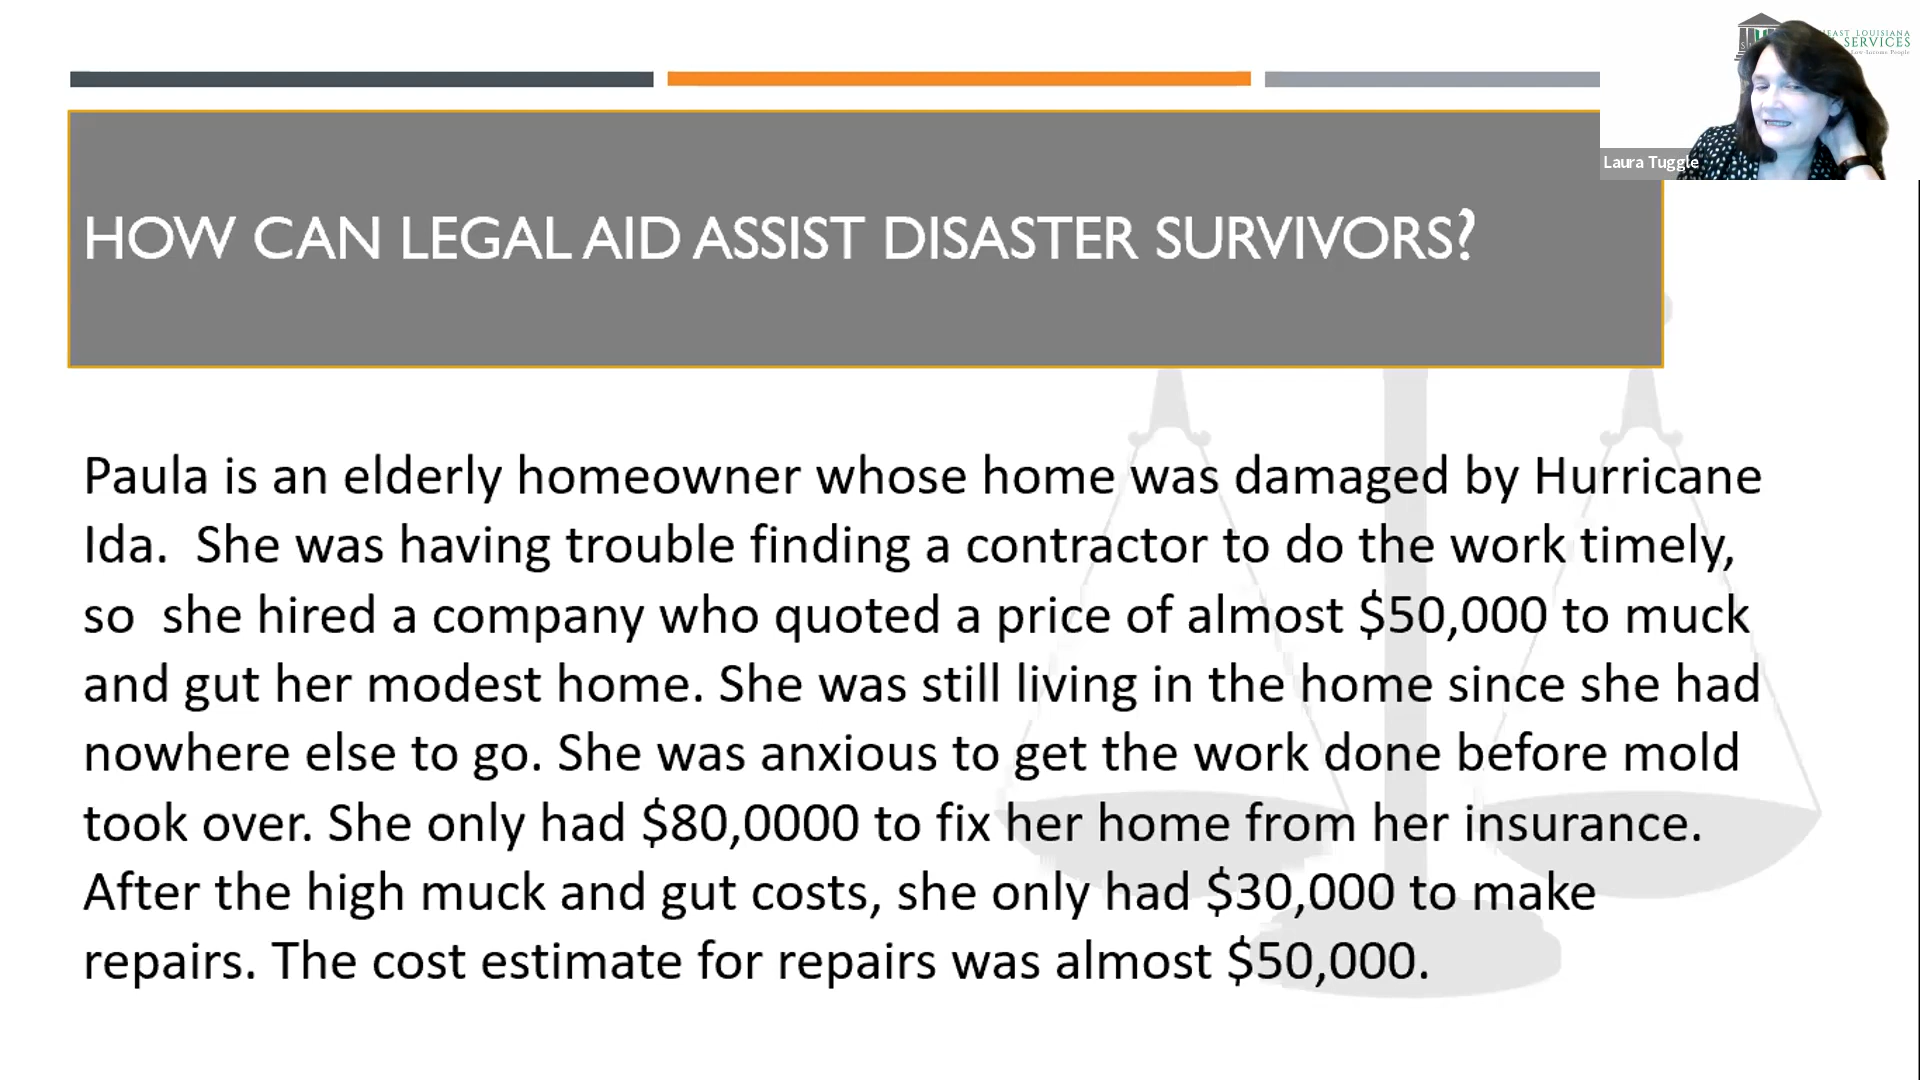 EAST LOUISIANA
SERVICES
Low Income People
Laura Tuggle
HOW CAN LEGAL AID ASSIST DISASTER SURVIVORS?
Paula is an elderly homeowner whose home was damaged by Hurricane
Ida.  She was having trouble finding a contractor to do the work timely,
so  she hired a company who quoted a price of almost $50,000 to muck
and gut her modest home. She was still living in the home since she had
nowhere else to go. She was anxious to get the work done before mold
took over. She only had $80,0000 to fix her home from her insurance.
After the high muck and gut costs, she only had $30,000 to make
repairs. The cost estimate for repairs was almost $50,000.